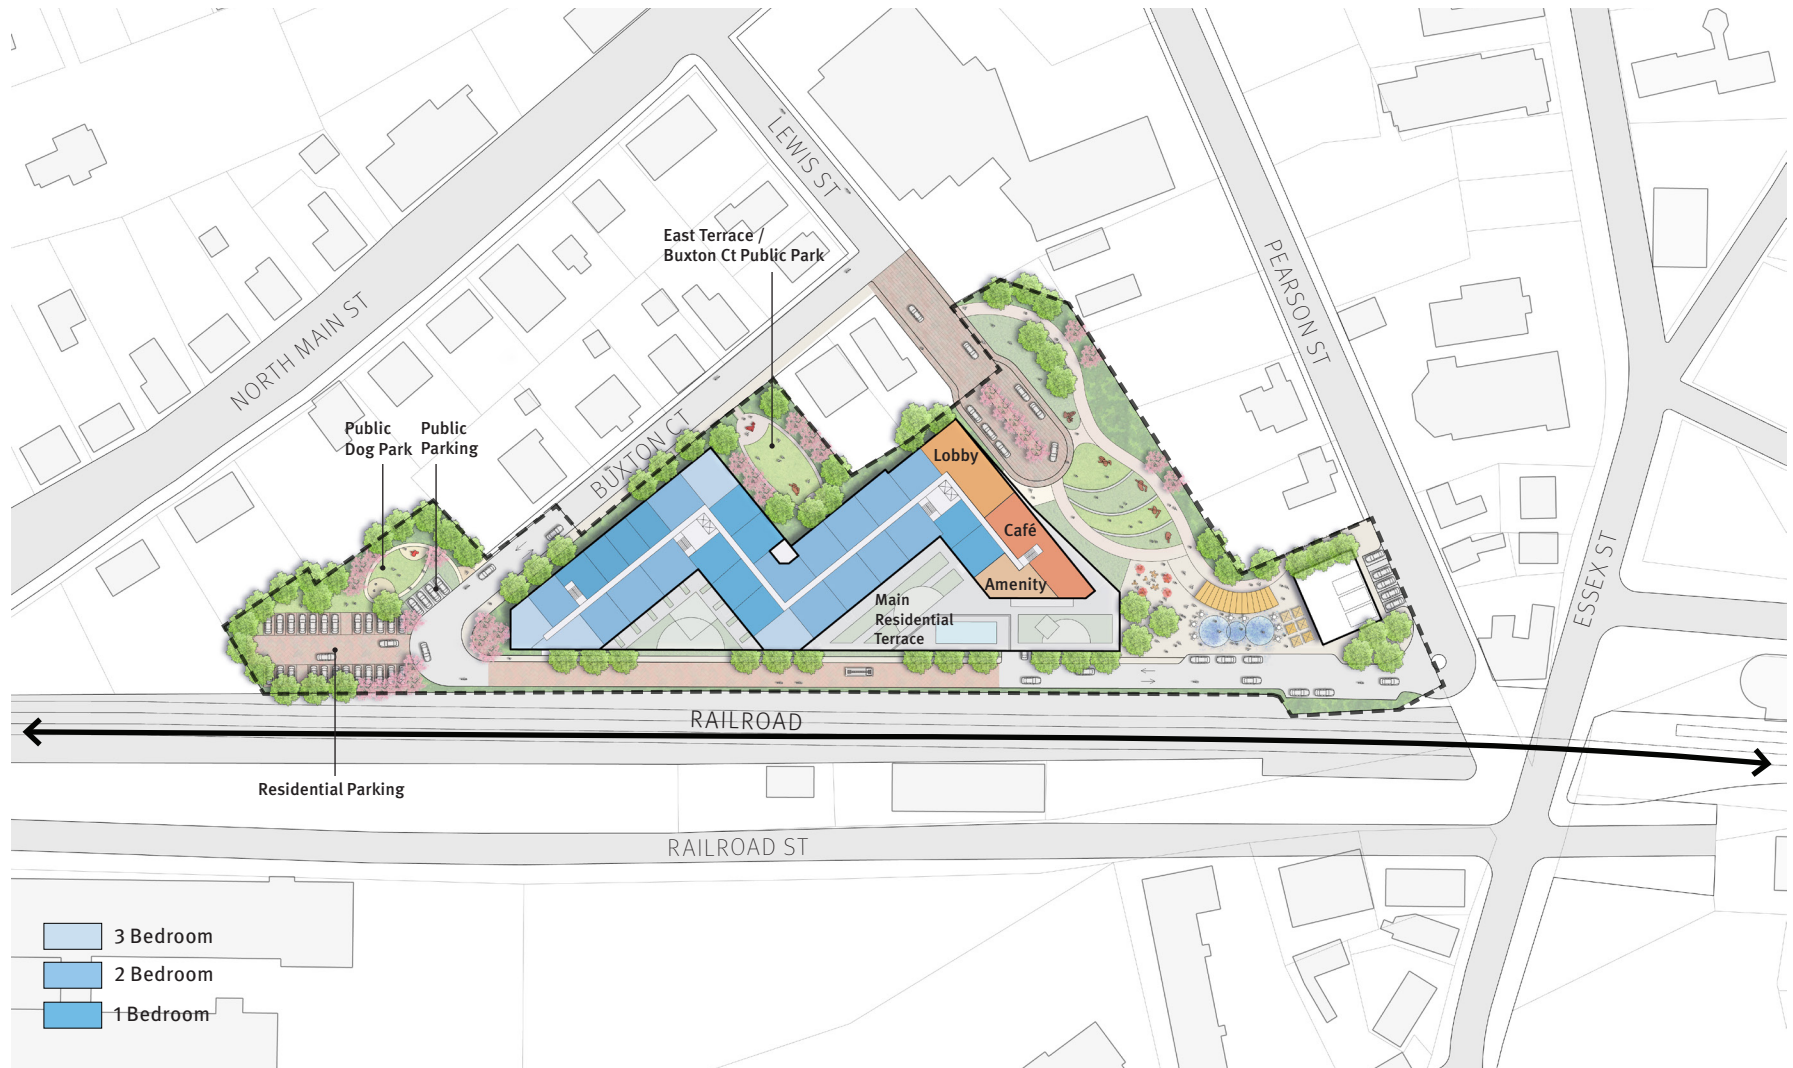 LEWIS ST
East Terrace /
Buxton Ct Public Park
PEARSON ST
NORTH MAIN ST
Public
Dog Park
Public
Parking
BUXTON CT
Lobby
Café
Amenity
Main
Residential
Terrace
ESSEX ST
RAILROAD
Residential Parking
RAILROAD ST
3 Bedroom
2 Bedroom
1 Bedroom